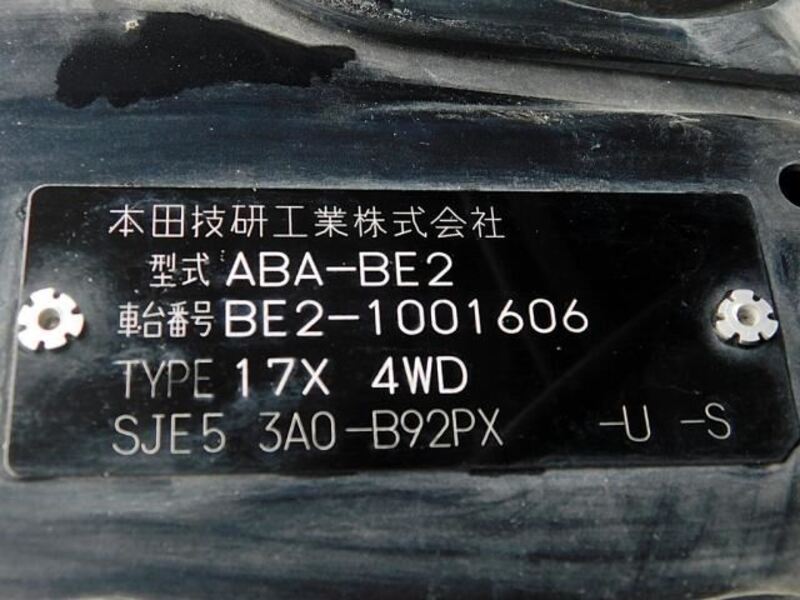 本田技研工業株式会社
型式 ABA-BE2
車台番号 BE2-1001606
TYPE 17X 4WD
SJE5 3A0-B92PX -U -S